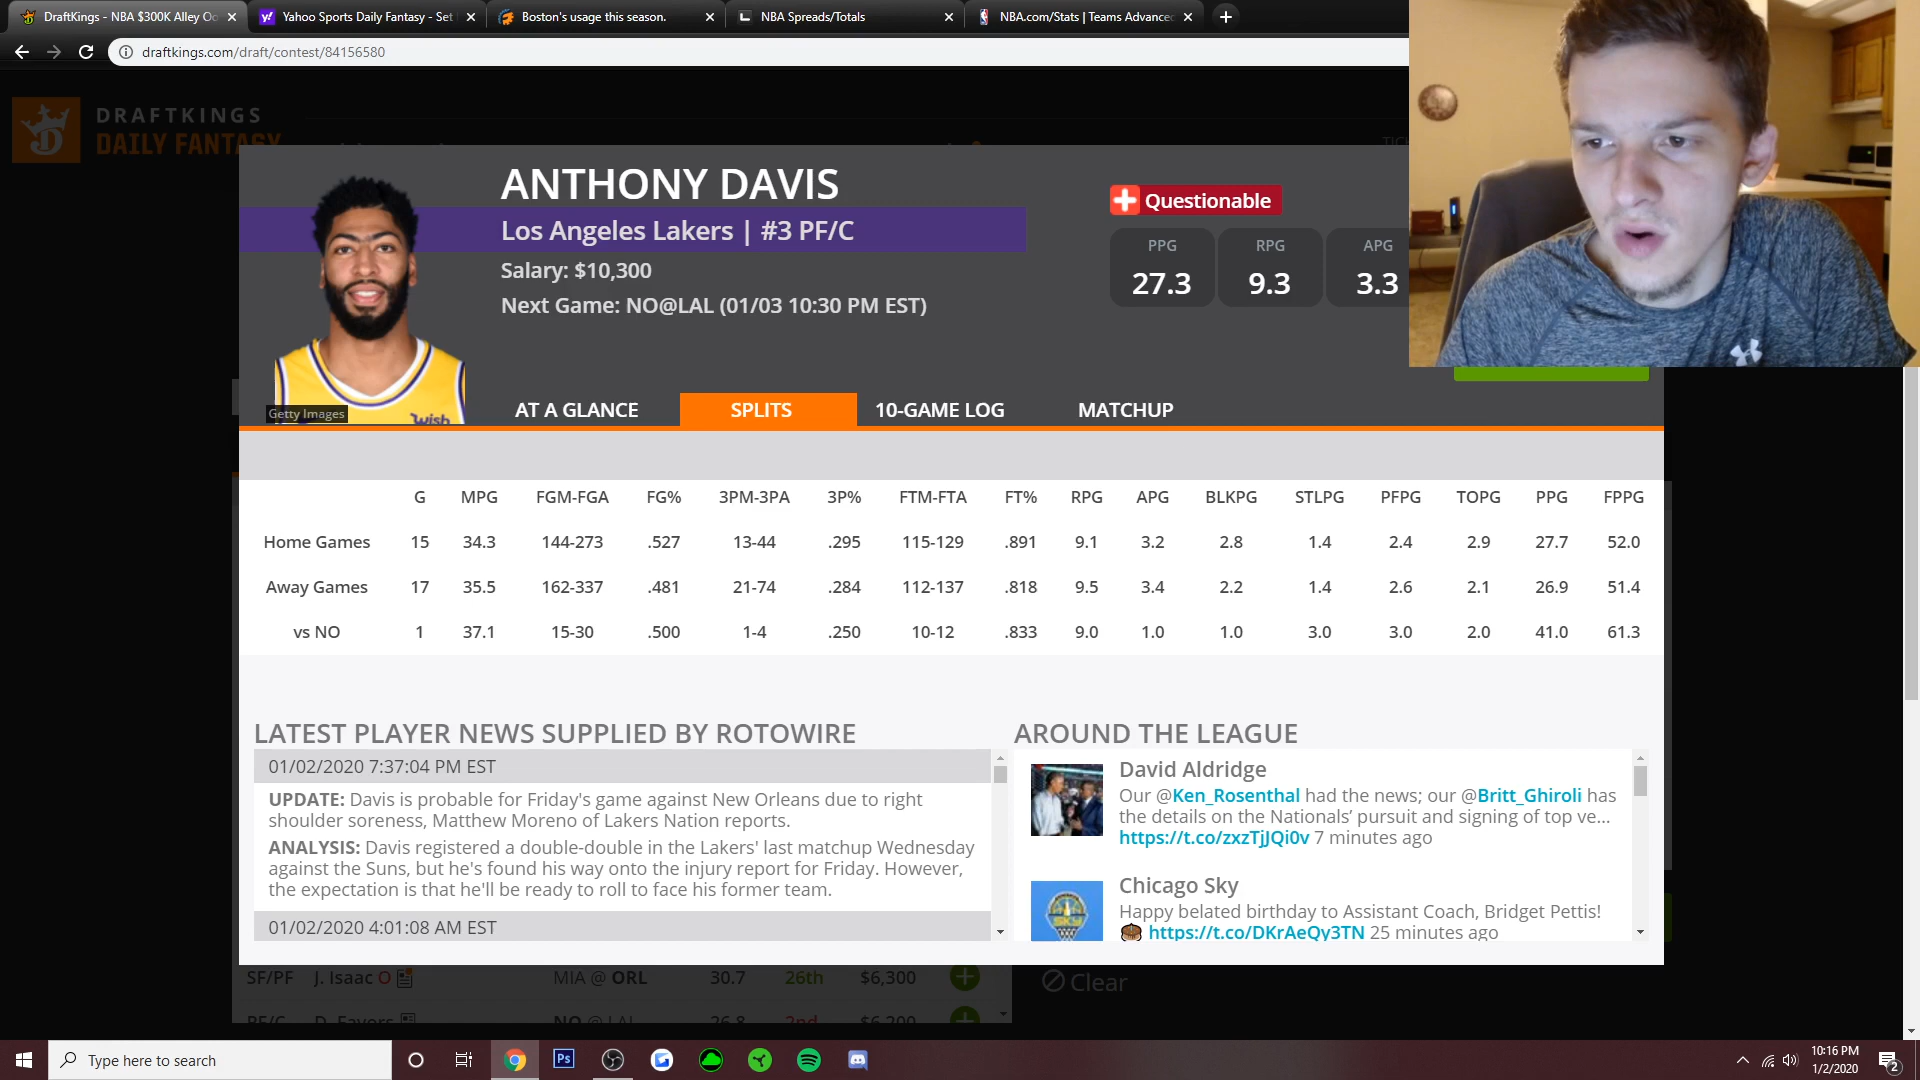 DraftKings - NBA $300K Alley Oo
Yahoo Sports Daily Fantasy - Set
Boston's usage this season.
NBA Spreads/Totals
NBA.com/Stats | Teams Advanced
draftkings.com/draft/contest/84156580
DRAFTKINGS
DAILY FANTASY
ANTHONY DAVIS
Los Angeles Lakers | #3 PF/C
Salary: $10,300
Next Game: NO@LAL (01/03 10:30 PM EST)
Questionable
PPG RPG APG
27.3 9.3 3.3
Getty Images
wish
AT A GLANCE SPLITS 10-GAME LOG MATCHUP
G MPG FGM-FGA FG% 3PM-3PA 3P% FTM-FTA FT% RPG APG BLKPG STLPG PFPG TOPG PPG FPPG
Home Games 15 34.3 144-273 .527 13-44 .295 115-129 .891 9.1 3.2 2.8 1.4 2.4 2.9 27.7 52.0
Away Games 17 35.5 162-337 .481 21-74 .284 112-137 .818 9.5 3.4 2.2 1.4 2.6 2.1 26.9 51.4
vs NO 1 37.1 15-30 .500 1-4 .250 10-12 .833 9.0 1.0 1.0 3.0 3.0 2.0 41.0 61.3
LATEST PLAYER NEWS SUPPLIED BY ROTOWIRE
01/02/2020 7:37:04 PM EST
UPDATE: Davis is probable for Friday's game against New Orleans due to right
shoulder soreness, Matthew Moreno of Lakers Nation reports.
ANALYSIS: Davis registered a double-double in the Lakers' last matchup Wednesday
against the Suns, but he's found his way onto the injury report for Friday. However,
the expectation is that he'll be ready to roll to face his former team.
01/02/2020 4:01:08 AM EST
AROUND THE LEAGUE
David Aldridge
Our @Ken_Rosenthal had the news; our @Britt_Ghiroli has
the details on the Nationals' pursuit and signing of top ve...
https://t.co/zxzTjJQi0v 7 minutes ago
Chicago Sky
Happy belated birthday to Assistant Coach, Bridget Pettis!
https://t.co/DKrAeQy3TN 25 minutes ago
SF/PF J. Isaac O MIA @ ORL 30.7 26th $6,300
PF/C D. Favors NO @ LAL 26.8 2nd $6,200
Clear
Type here to search
Ps
10:16 PM
1/2/2020
2